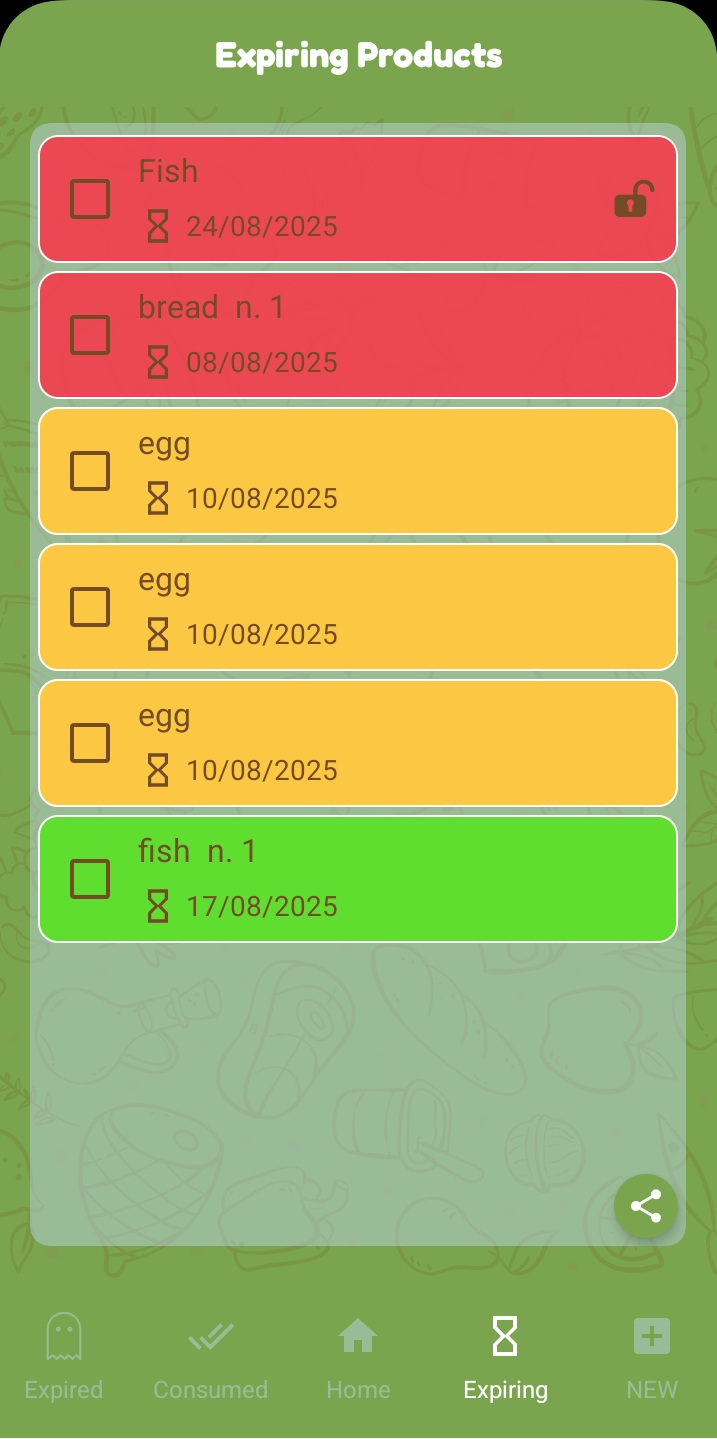 Expiring Products
Fish
24/08/2025
bread  n. 1
08/08/2025
egg
10/08/2025
egg
10/08/2025
egg
10/08/2025
fish  n. 1
17/08/2025
Expired Consumed Home Expiring NEW